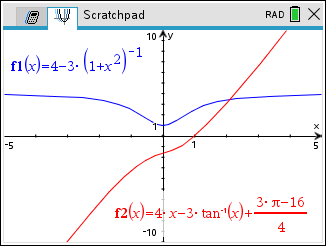 Scratchpad
RAD
10
y
f1(x)=4-3·(1+x²)⁻¹
1
x
-5
1
5
f2(x)=4·x-3·tan⁻¹(x)+(3·π-16)/4
-10